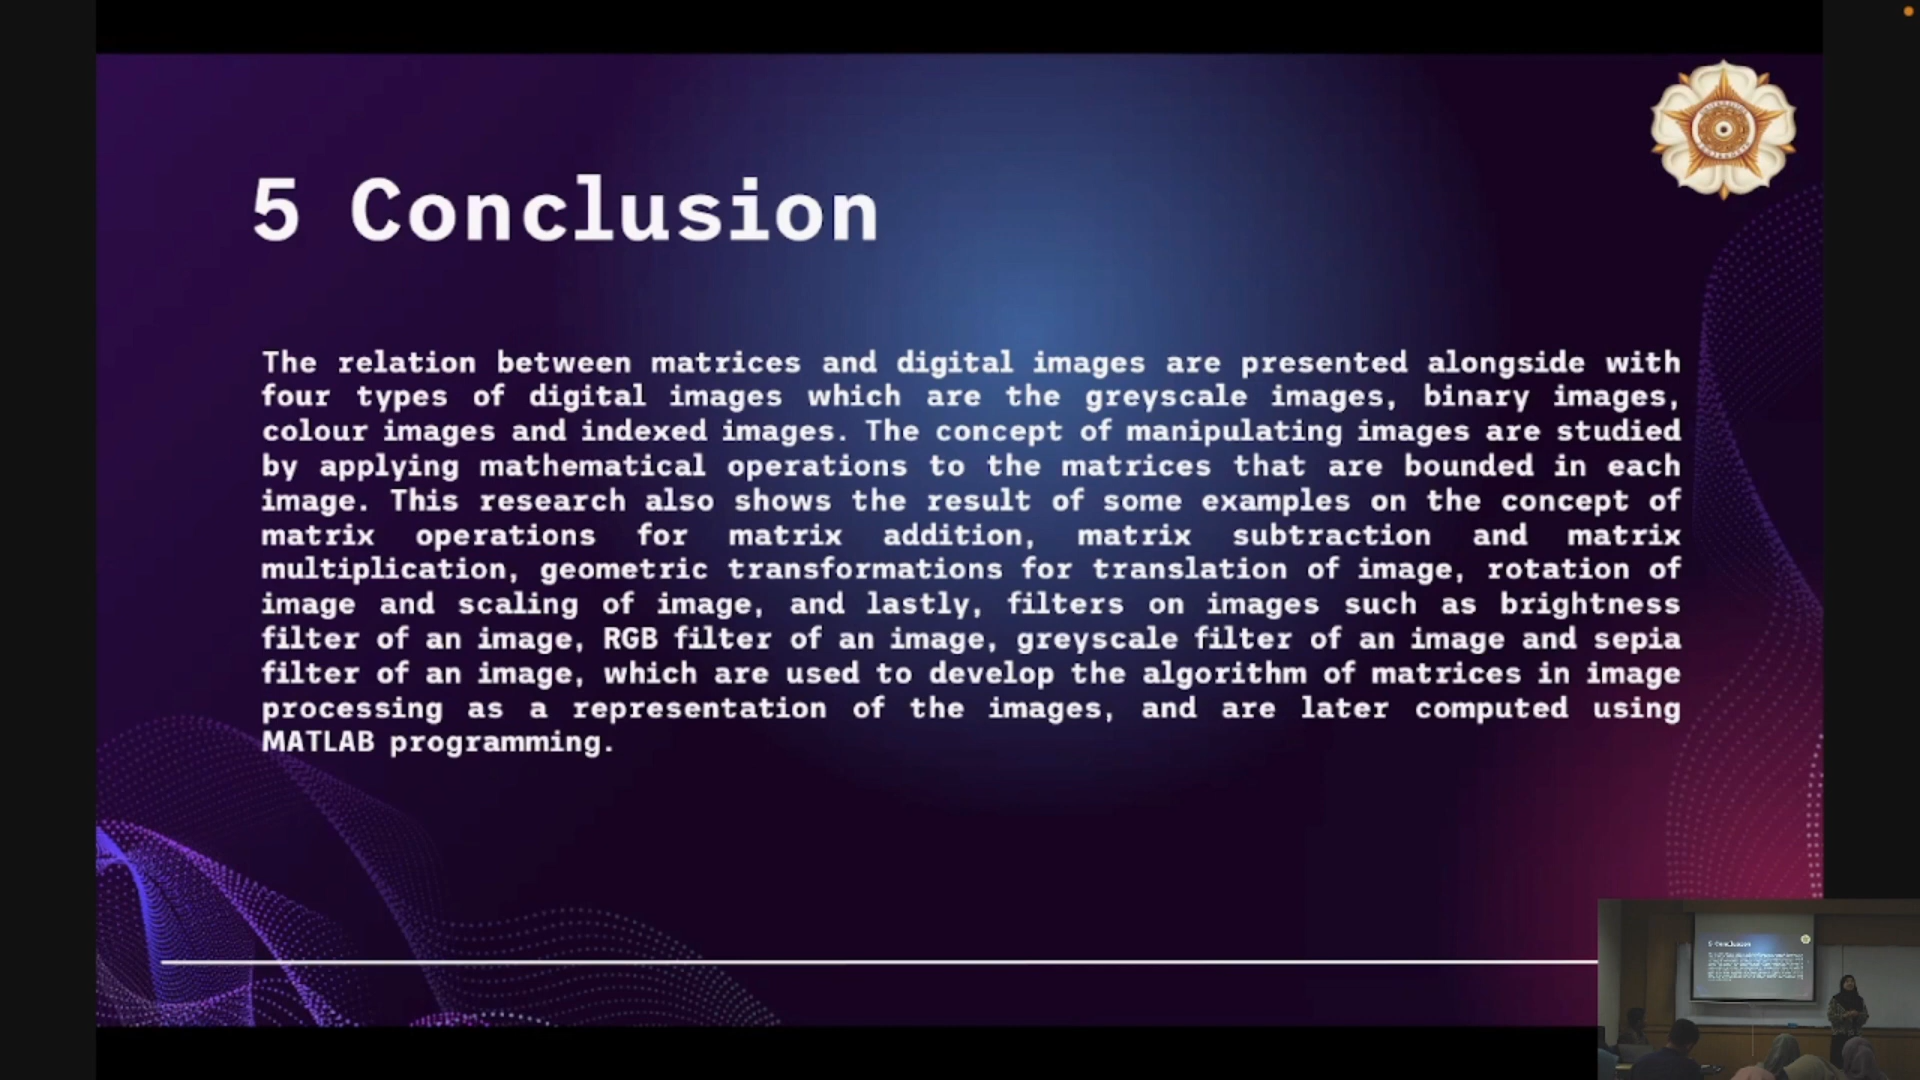 5 Conclusion
The relation between matrices and digital images are presented alongside with
four types of digital images which are the greyscale images, binary images,
colour images and indexed images. The concept of manipulating images are studied
by applying mathematical operations to the matrices that are bounded in each
image. This research also shows the result of some examples on the concept of
matrix operations for matrix addition, matrix subtraction and matrix
multiplication, geometric transformations for translation of image, rotation of
image and scaling of image, and lastly, filters on images such as brightness
filter of an image, RGB filter of an image, greyscale filter of an image and sepia
filter of an image, which are used to develop the algorithm of matrices in image
processing as a representation of the images, and are later computed using
MATLAB programming.
5 Conclusion